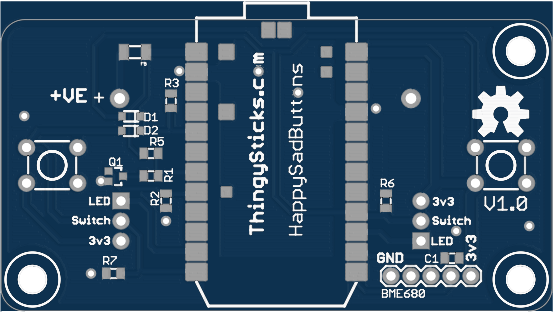 +VE +
R3
D1
D2
R5
Q1
R1
R2
LED
Switch
3v3
R7
ThingySticks.com
HappySadButtons
R6
3v3
Switch
LED
V1.0
GND
C1
3v3
BME680